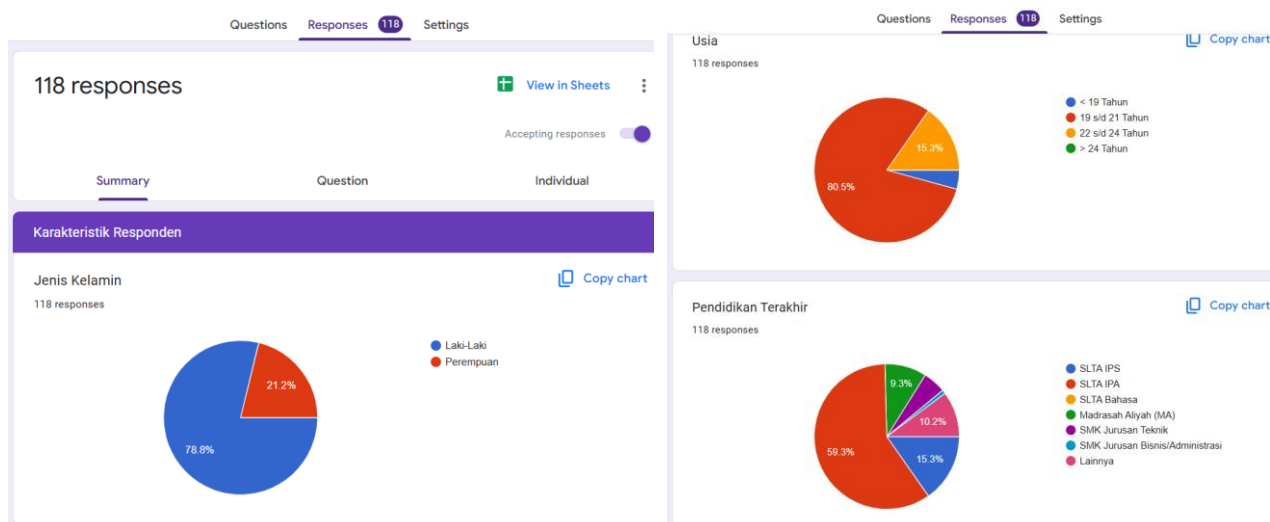 Questions Responses 118 Settings
118 responses
View in Sheets
Accepting responses
Summary Question Individual
Karakteristik Responden
Jenis Kelamin
Copy chart
118 responses
Laki-Laki
Perempuan
21.2%
78.8%
Questions Responses 118 Settings
Usia
Copy chart
118 responses
< 19 Tahun
19 s/d 21 Tahun
22 s/d 24 Tahun
> 24 Tahun
15.3%
80.5%
Pendidikan Terakhir
Copy chart
118 responses
SLTA IPS
SLTA IPA
SLTA Bahasa
Madrasah Aliyah (MA)
SMK Jurusan Teknik
SMK Jurusan Bisnis/Administrasi
Lainnya
9.3%
10.2%
59.3%
15.3%